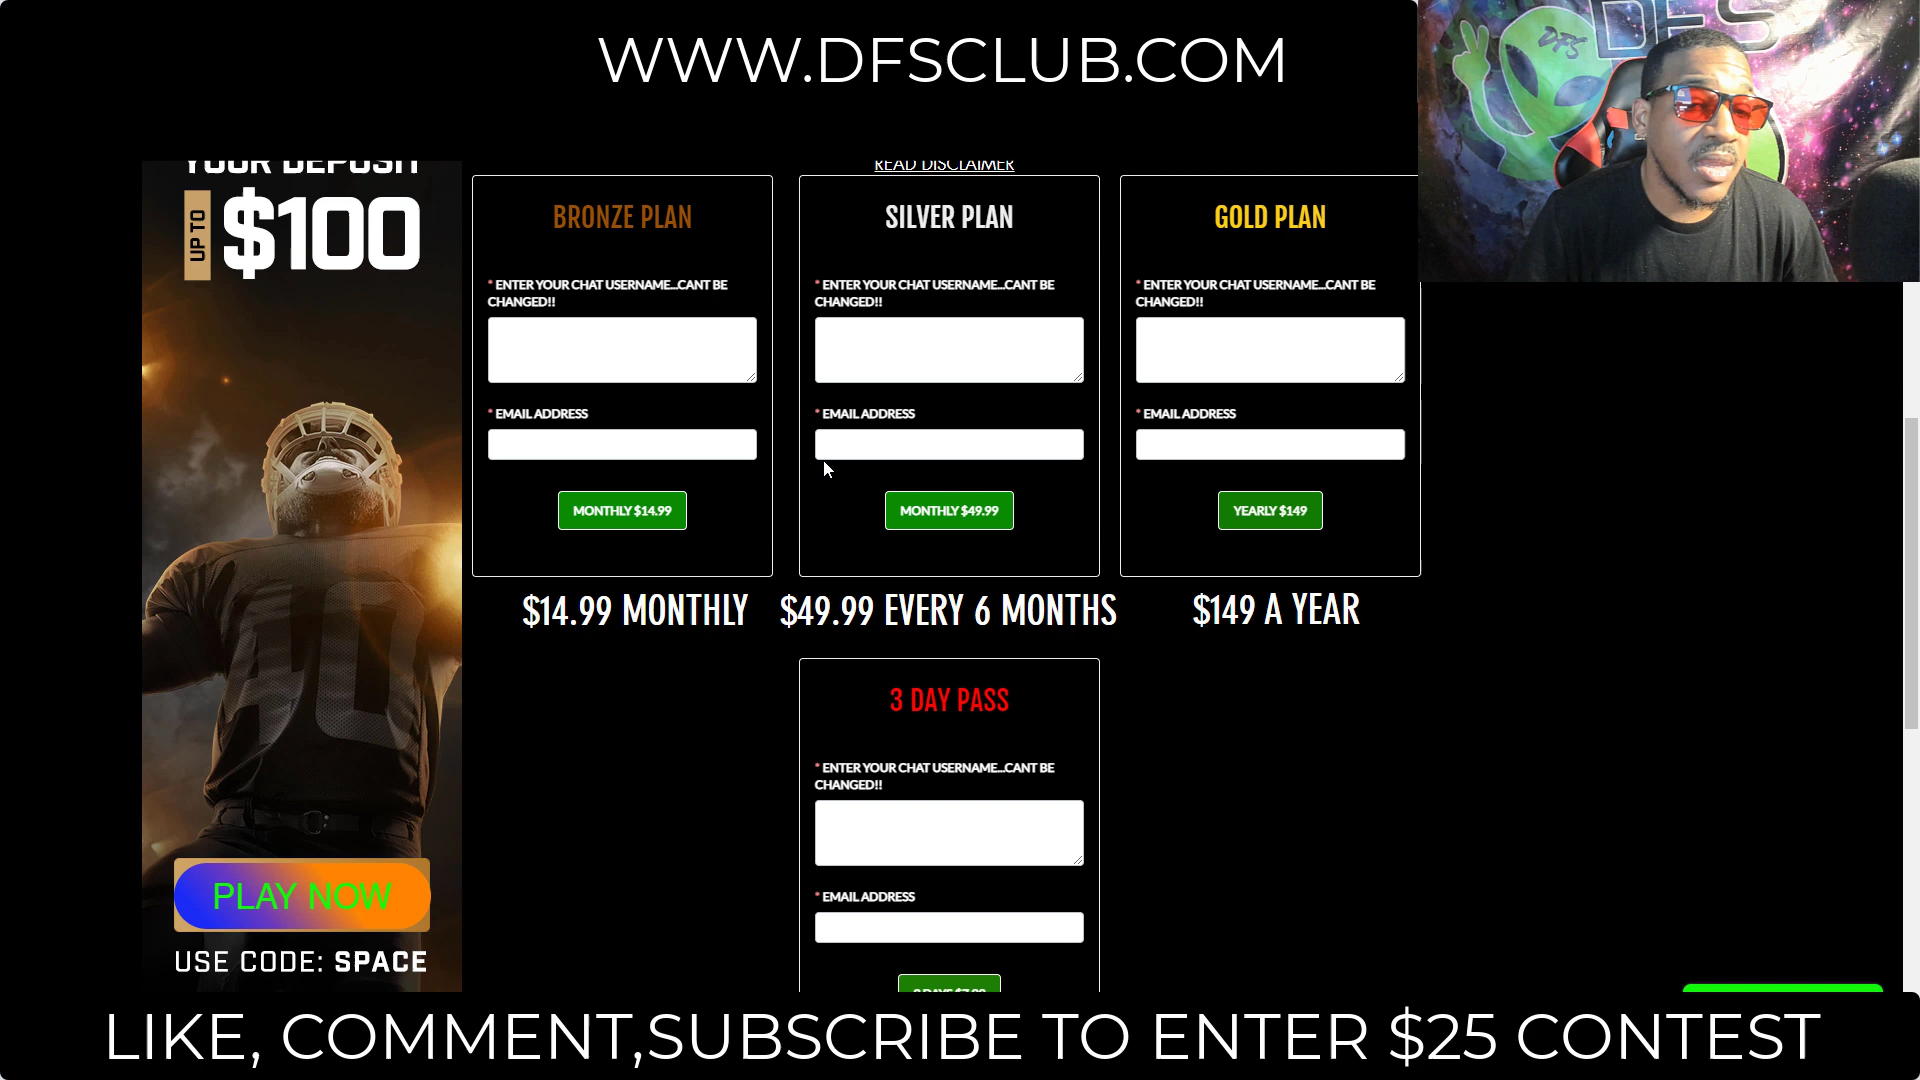 WWW.DFSCLUB.COM
DFS
DFS
YOUR DEPOSIT
UP TO
$100
PLAY NOW
USE CODE: SPACE
READ DISCLAIMER
BRONZE PLAN
* ENTER YOUR CHAT USERNAME...CANT BE
CHANGED!!
* EMAIL ADDRESS
MONTHLY $14.99
$14.99 MONTHLY
SILVER PLAN
* ENTER YOUR CHAT USERNAME...CANT BE
CHANGED!!
* EMAIL ADDRESS
MONTHLY $49.99
$49.99 EVERY 6 MONTHS
GOLD PLAN
* ENTER YOUR CHAT USERNAME...CANT BE
CHANGED!!
* EMAIL ADDRESS
YEARLY $149
$149 A YEAR
3 DAY PASS
* ENTER YOUR CHAT USERNAME...CANT BE
CHANGED!!
* EMAIL ADDRESS
LIKE, COMMENT,SUBSCRIBE TO ENTER $25 CONTEST